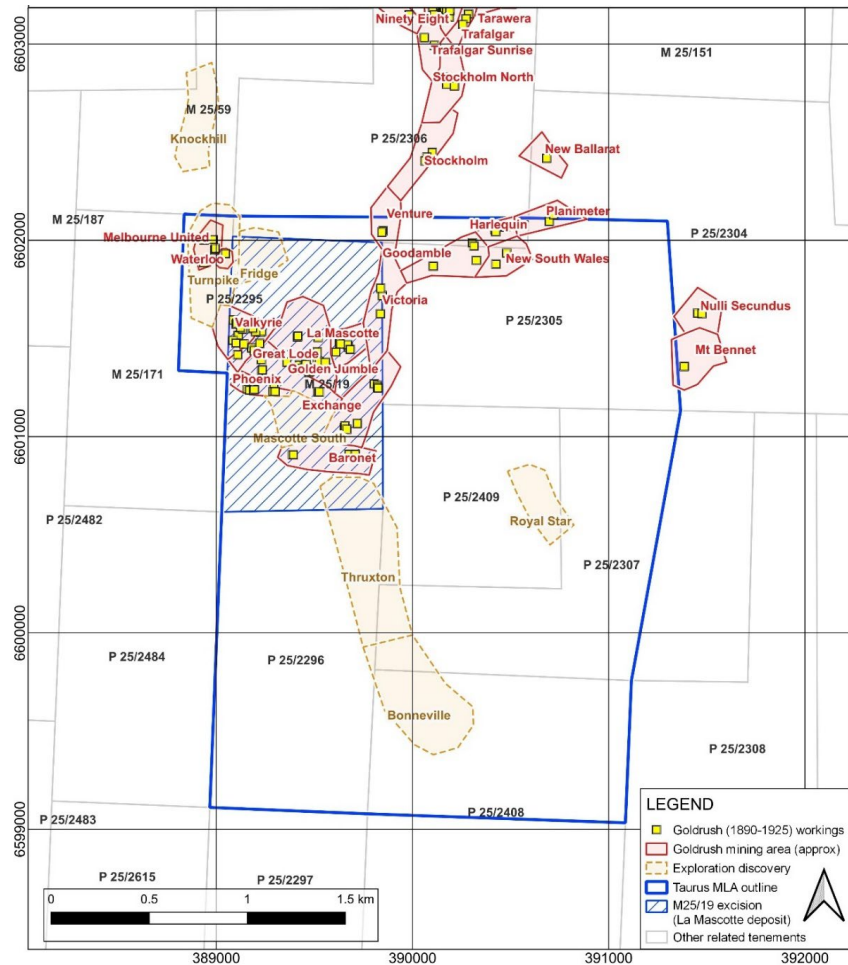 Ninety Eight
Tarawera
Trafalgar
6603000
Trafalgar Sunrise
M 25/151
Stockholm North
M 25/59
Knockhill
P 25/2306
New Ballarat
Stockholm
M 25/187
Venture
Planimeter
Harlequin
P 25/2304
6602000
Melbourne United
Waterloo
Goodamble
New South Wales
Fridge
Turnpike
P 25/2295
Victoria
Nulli Secundus
Valkyrie
La Mascotte
P 25/2305
Great Lode
Mt Bennet
M 25/171
Phoenix
Golden Jumble
M 25/19
Exchange
6601000
Mascotte South
Baronet
P 25/2409
P 25/2482
Royal Star
Thruxton
P 25/2307
6600000
P 25/2484
P 25/2296
Bonneville
P 25/2308
6599000
P 25/2483
P 25/2408
P 25/2615
P 25/2297
0 0.5 1 1.5 km
LEGEND
Goldrush (1890-1925) workings
Goldrush mining area (approx)
Exploration discovery
Taurus MLA outline
M25/19 excision
(La Mascotte deposit)
Other related tenements
389000 390000 391000 392000